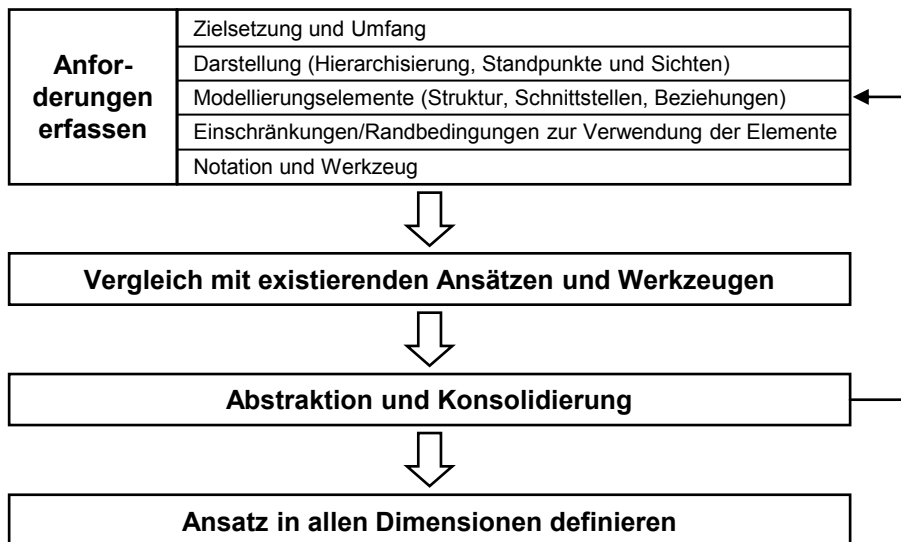 Anfor-
derungen
erfassen
Zielsetzung und Umfang
Darstellung (Hierarchisierung, Standpunkte und Sichten)
Modellierungselemente (Struktur, Schnittstellen, Beziehungen)
Einschränkungen/Randbedingungen zur Verwendung der Elemente
Notation und Werkzeug
Vergleich mit existierenden Ansätzen und Werkzeugen
Abstraktion und Konsolidierung
Ansatz in allen Dimensionen definieren